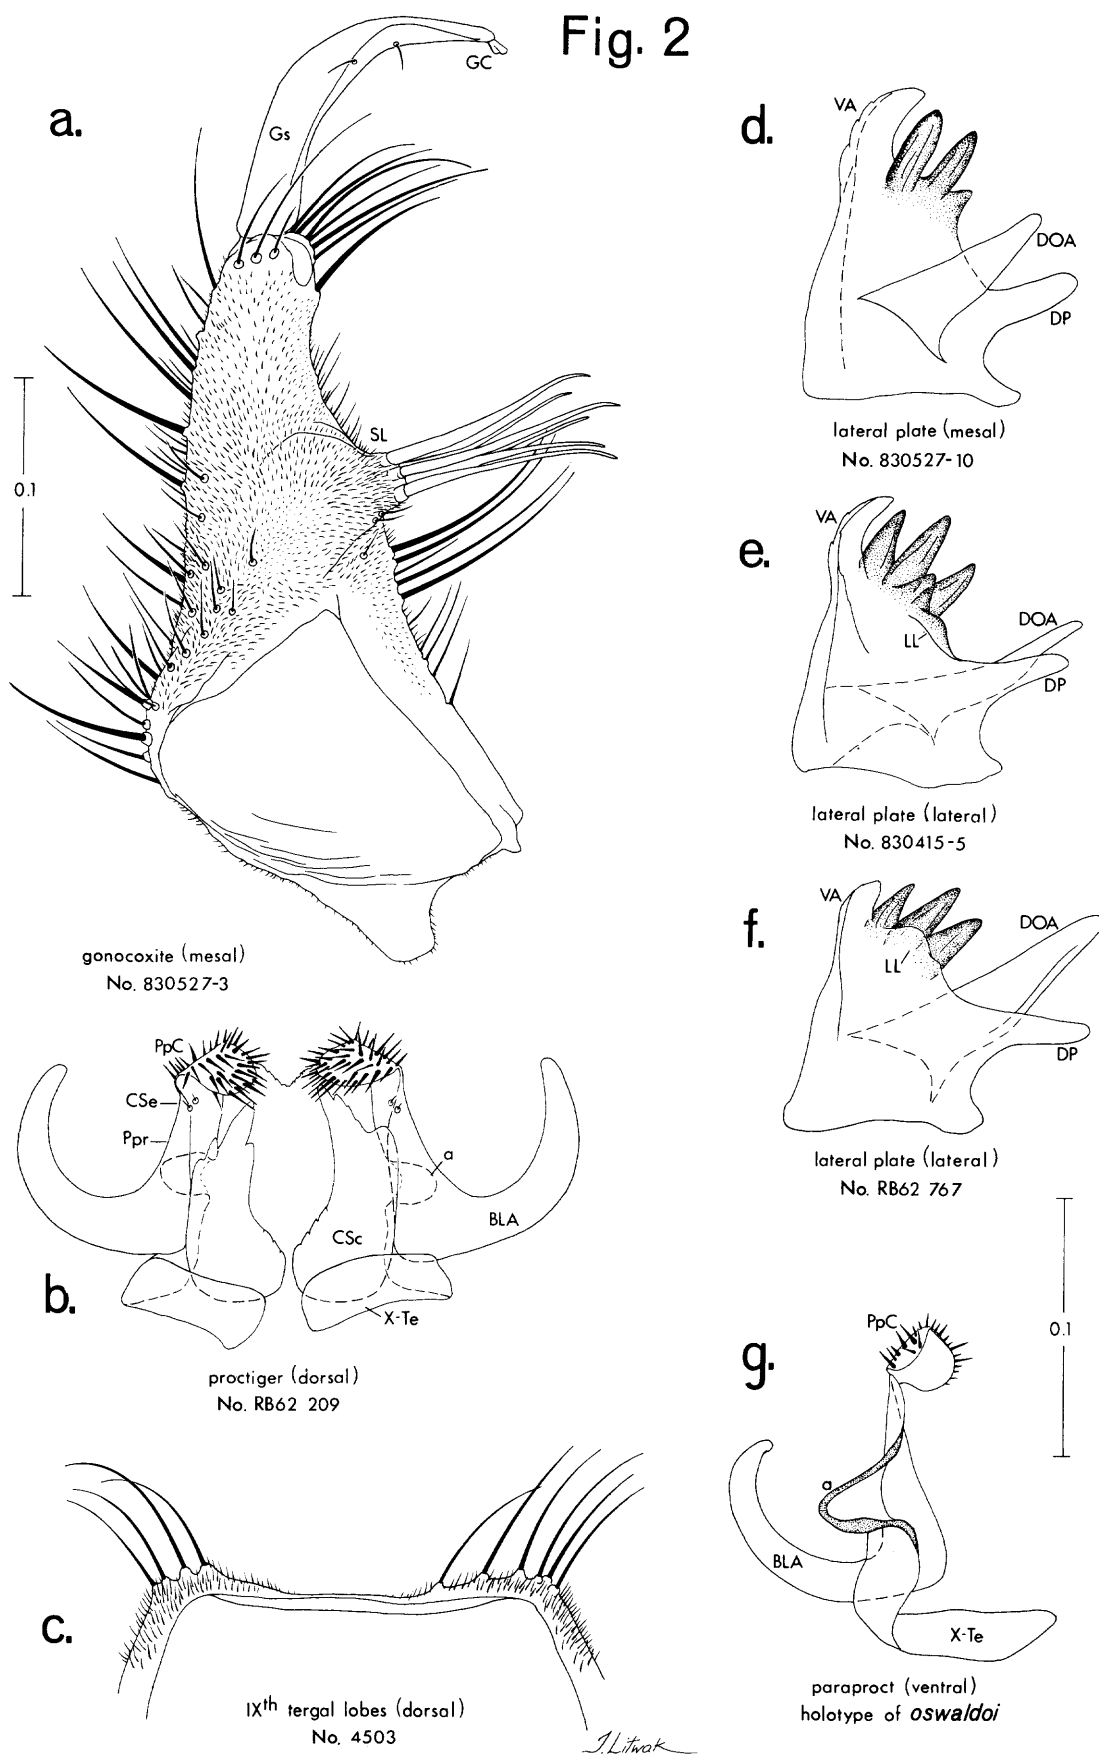 Fig. 2
a.
GC
Gs
SL
0.1
gonocoxite (mesal)
No. 830527-3
PpC
CSe
Ppr
a
BLA
CSc
X-Te
b.
proctiger (dorsal)
No. RB62 209
c.
IXth tergal lobes (dorsal)
No. 4503
J. Litwak
d.
VA
DOA
DP
lateral plate (mesal)
No. 830527-10
e.
VA
DOA
LL
DP
lateral plate (lateral)
No. 830415-5
f.
VA
DOA
LL
DP
lateral plate (lateral)
No. RB62 767
0.1
g.
PpC
a
BLA
X-Te
paraproct (ventral)
holotype of oswaldoi